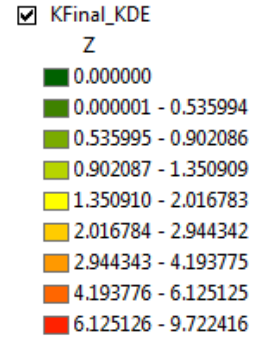 KFinal_KDE
Z
0.000000
0.000001 - 0.535994
0.535995 - 0.902086
0.902087 - 1.350909
1.350910 - 2.016783
2.016784 - 2.944342
2.944343 - 4.193775
4.193776 - 6.125125
6.125126 - 9.722416